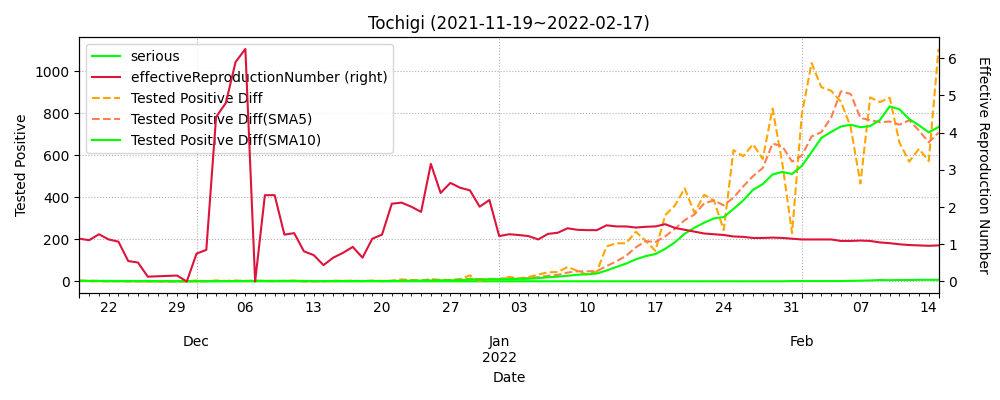 Tochigi (2021-11-19~2022-02-17)
serious
effectiveReproductionNumber (right)
Tested Positive Diff
Tested Positive Diff(SMA5)
Tested Positive Diff(SMA10)
Tested Positive
1000
800
600
400
200
0
Effective Reproduction Number
6
5
4
3
2
1
0
22 29 06 13 20 27 03 10 17 24 31 07 14
Dec Jan Feb
2022
Date